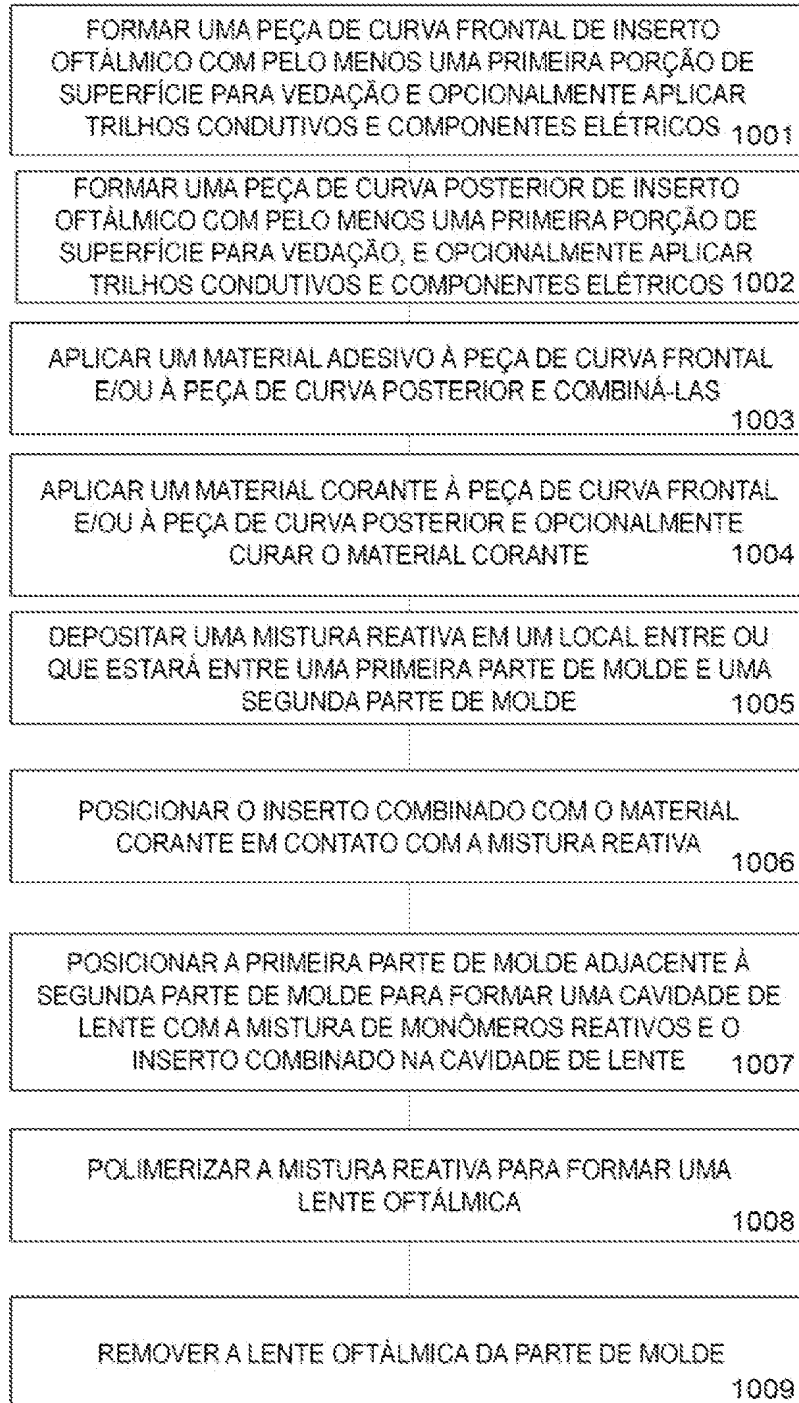 FORMAR UMA PEÇA DE CURVA FRONTAL DE INSERTO
OFTÁLMICO COM PELO MENOS UMA PRIMEIRA PORÇÃO DE
SUPERFÍCIE PARA VEDAÇÃO E OPCIONALMENTE APLICAR
TRILHOS CONDUTIVOS E COMPONENTES ELÉTRICOS 1001
FORMAR UMA PEÇA DE CURVA POSTERIOR DE INSERTO
OFTÁLMICO COM PELO MENOS UMA PRIMEIRA PORÇÃO DE
SUPERFÍCIE PARA VEDAÇÃO, E OPCIONALMENTE APLICAR
TRILHOS CONDUTIVOS E COMPONENTES ELÉTRICOS 1002
APLICAR UM MATERIAL ADESIVO À PEÇA DE CURVA FRONTAL
E/OU À PEÇA DE CURVA POSTERIOR E COMBINÁ-LAS
1003
APLICAR UM MATERIAL CORANTE À PEÇA DE CURVA FRONTAL
E/OU À PEÇA DE CURVA POSTERIOR E OPCIONALMENTE
CURAR O MATERIAL CORANTE 1004
DEPOSITAR UMA MISTURA REATIVA EM UM LOCAL ENTRE OU
QUE ESTARÁ ENTRE UMA PRIMEIRA PARTE DE MOLDE E UMA
SEGUNDA PARTE DE MOLDE 1005
POSICIONAR O INSERTO COMBINADO COM O MATERIAL
CORANTE EM CONTATO COM A MISTURA REATIVA
1006
POSICIONAR A PRIMEIRA PARTE DE MOLDE ADJACENTE À
SEGUNDA PARTE DE MOLDE PARA FORMAR UMA CAVIDADE DE
LENTE COM A MISTURA DE MONÔMEROS REATIVOS E O
INSERTO COMBINADO NA CAVIDADE DE LENTE 1007
POLIMERIZAR A MISTURA REATIVA PARA FORMAR UMA
LENTE OFTÁLMICA
1008
REMOVER A LENTE OFTÁLMICA DA PARTE DE MOLDE
1009